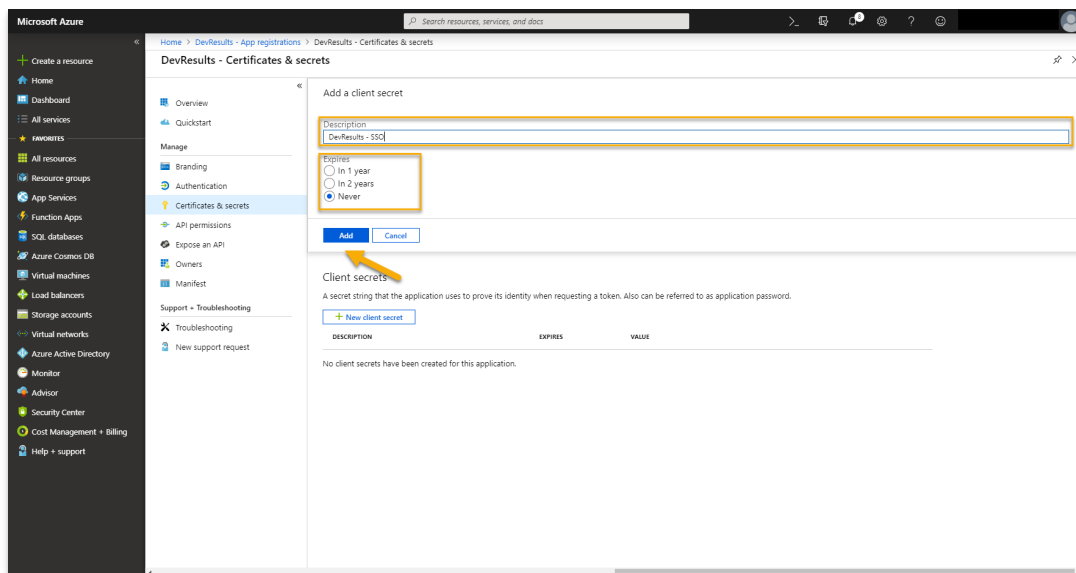 Microsoft Azure
Search resources, services, and docs
>_
3
?
«
Home > DevResults - App registrations > DevResults - Certificates & secrets
DevResults - Certificates & secrets
Create a resource
Home
Dashboard
All services
FAVORITES
All resources
Resource groups
App Services
Function Apps
SQL databases
Azure Cosmos DB
Virtual machines
Load balancers
Storage accounts
Virtual networks
Azure Active Directory
Monitor
Advisor
Security Center
Cost Management + Billing
Help + support
«
Overview
Quickstart
Manage
Branding
Authentication
Certificates & secrets
API permissions
Expose an API
Owners
Manifest
Support + Troubleshooting
Troubleshooting
New support request
Add a client secret
Description
DevResults - SSO
Expires
In 1 year
In 2 years
Never
Add Cancel
Client secrets
A secret string that the application uses to prove its identity when requesting a token. Also can be referred to as application password.
+ New client secret
DESCRIPTION EXPIRES VALUE
No client secrets have been created for this application.